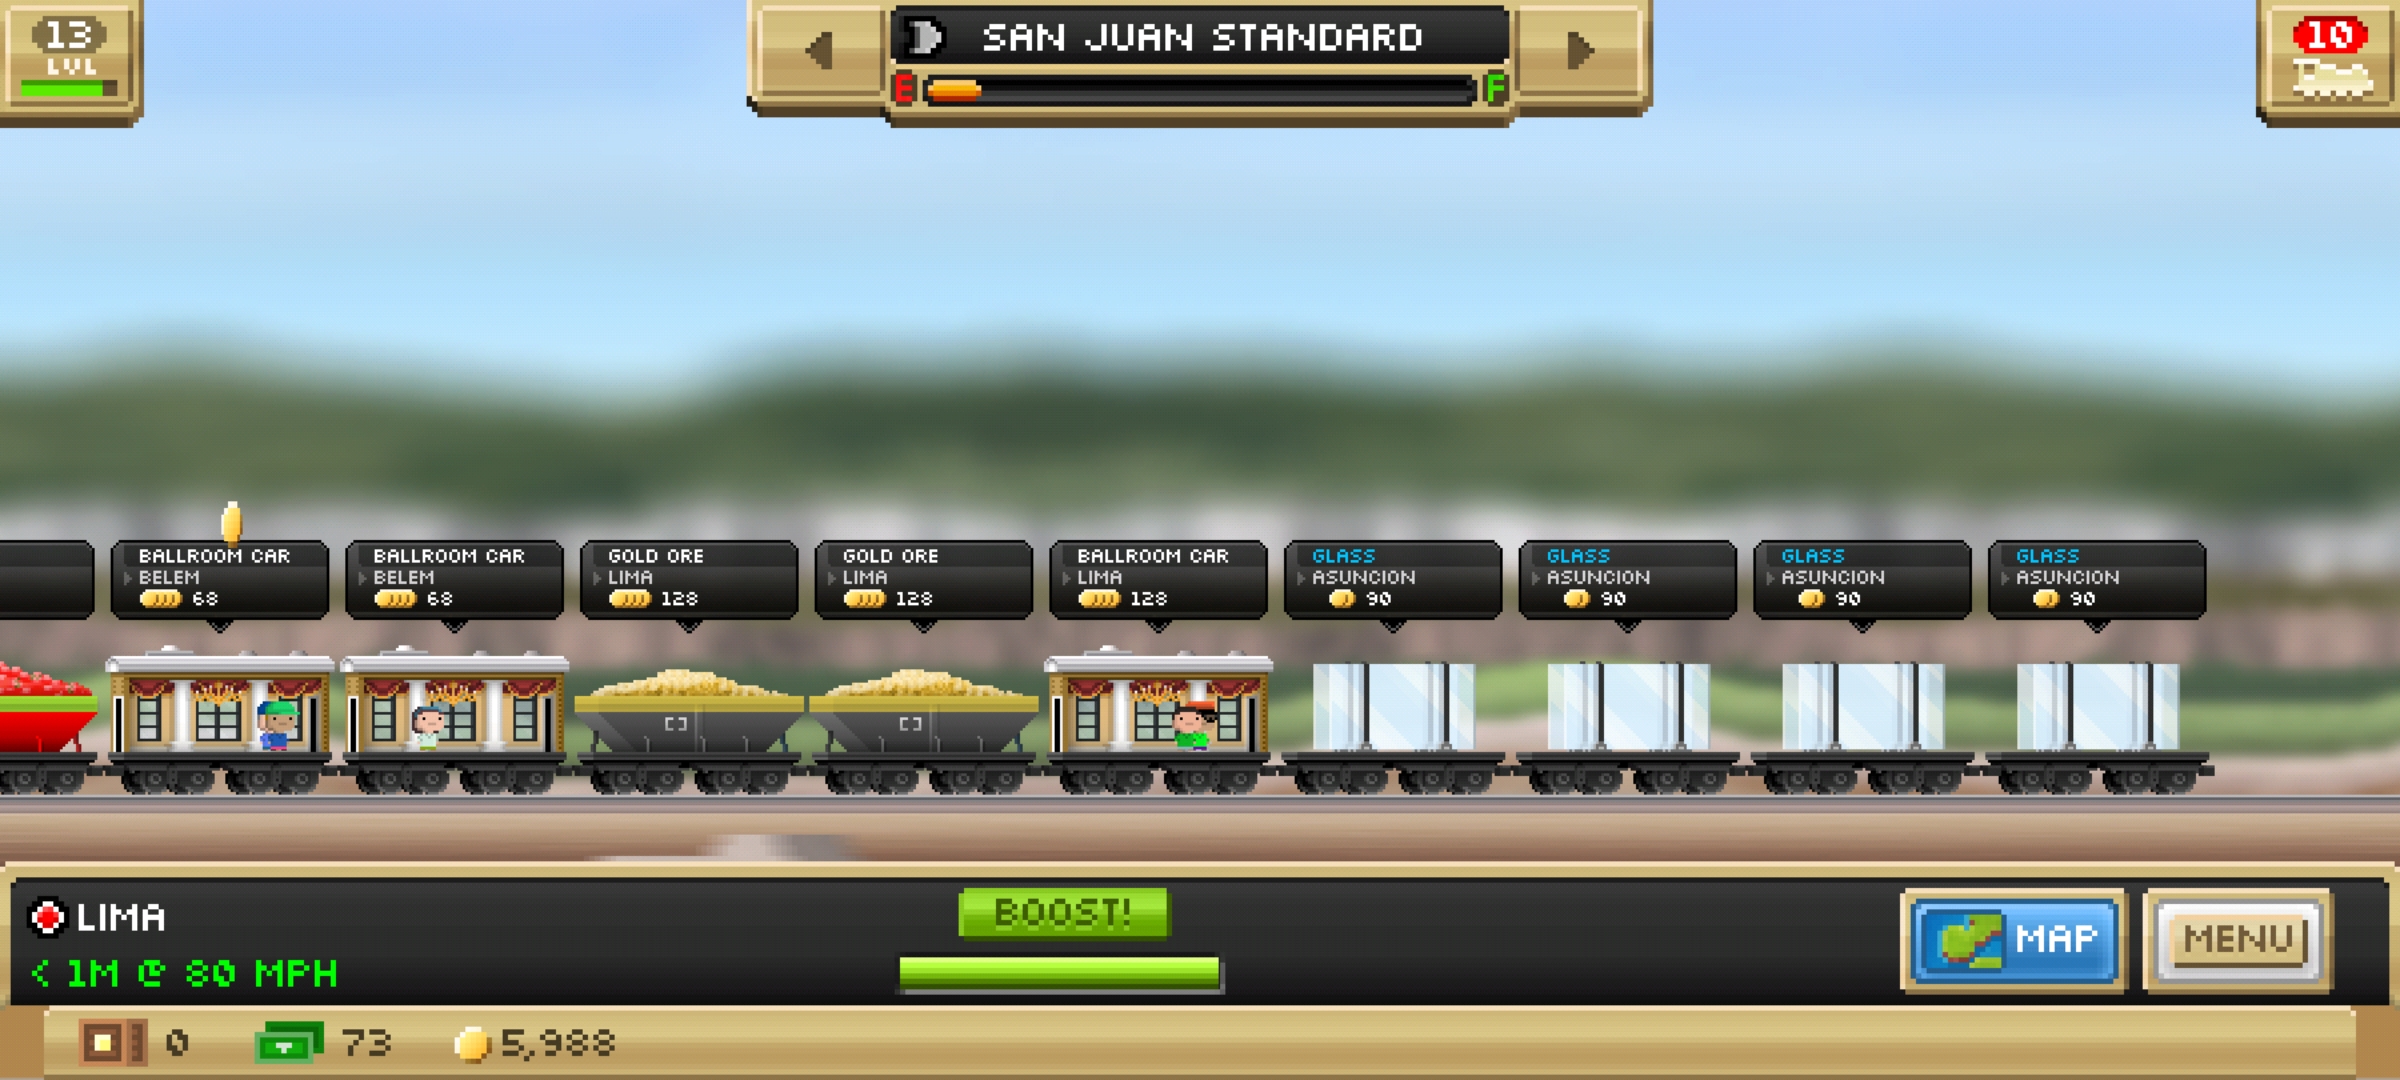 13
LVL
SAN JUAN STANDARD
E
F
10
BALLROOM CAR
BELEM
68
BALLROOM CAR
BELEM
68
GOLD ORE
LIMA
128
GOLD ORE
LIMA
128
BALLROOM CAR
LIMA
128
GLASS
ASUNCION
90
GLASS
ASUNCION
90
GLASS
ASUNCION
90
GLASS
ASUNCION
90
LIMA
< 1M @ 80 MPH
BOOST!
MAP
MENU
0
73
5,988